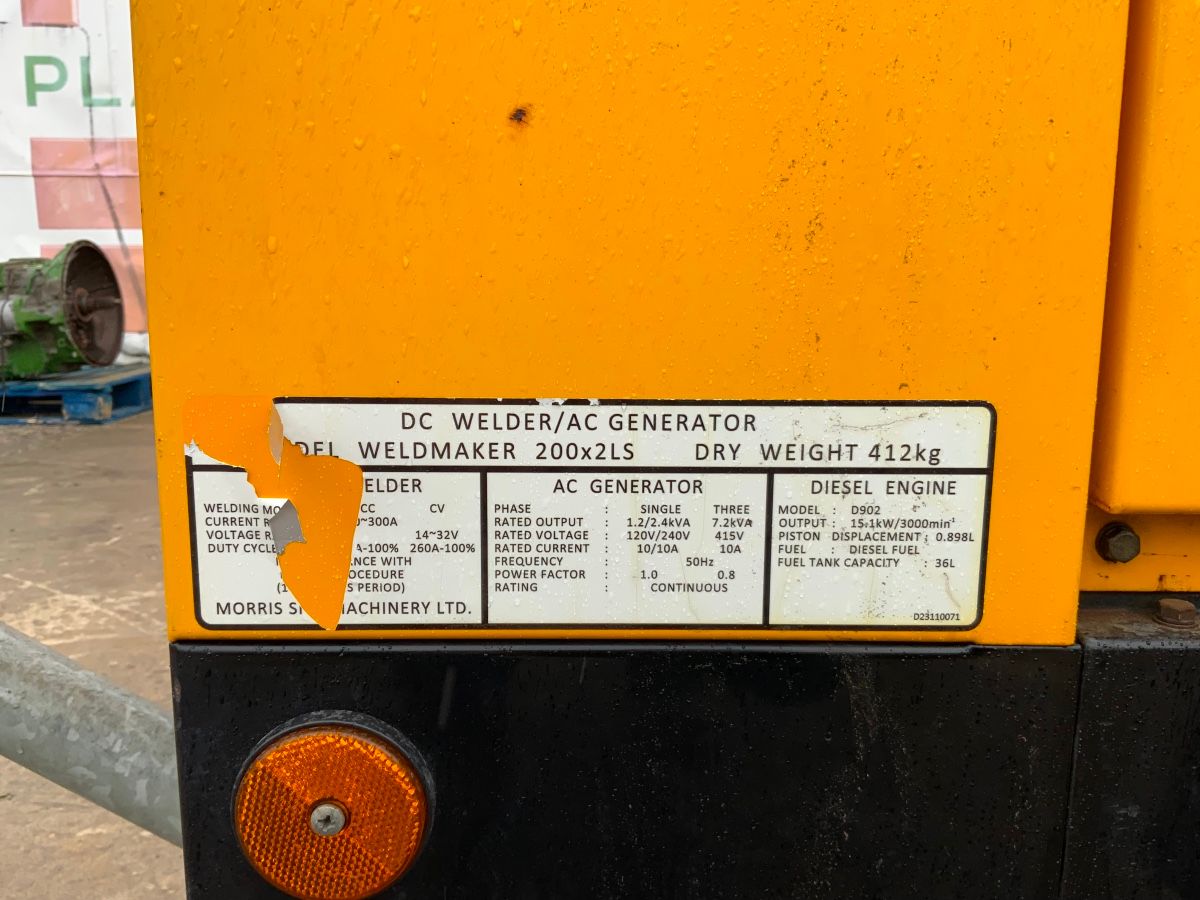 PL
DC WELDER/AC GENERATOR
DEL WELDMAKER 200x2LS DRY WEIGHT 412kg
ELDER
CC CV
WELDING MO
CURRENT R 0~300A
VOLTAGE R 14~32V
DUTY CYCLE A-100% 260A-100%
NCE WITH
OCEDURE
(1 S PERIOD)
MORRIS SI MACHINERY LTD.
AC GENERATOR
PHASE : SINGLE THREE
RATED OUTPUT : 1.2/2.4kVA 7.2kVA
RATED VOLTAGE : 120V/240V 415V
RATED CURRENT : 10/10A 10A
FREQUENCY : 50Hz
POWER FACTOR : 1.0 0.8
RATING : CONTINUOUS
DIESEL ENGINE
MODEL : D902
OUTPUT : 15.1kW/3000min⁻¹
PISTON DISPLACEMENT : 0.898L
FUEL : DIESEL FUEL
FUEL TANK CAPACITY : 36L
D23110071